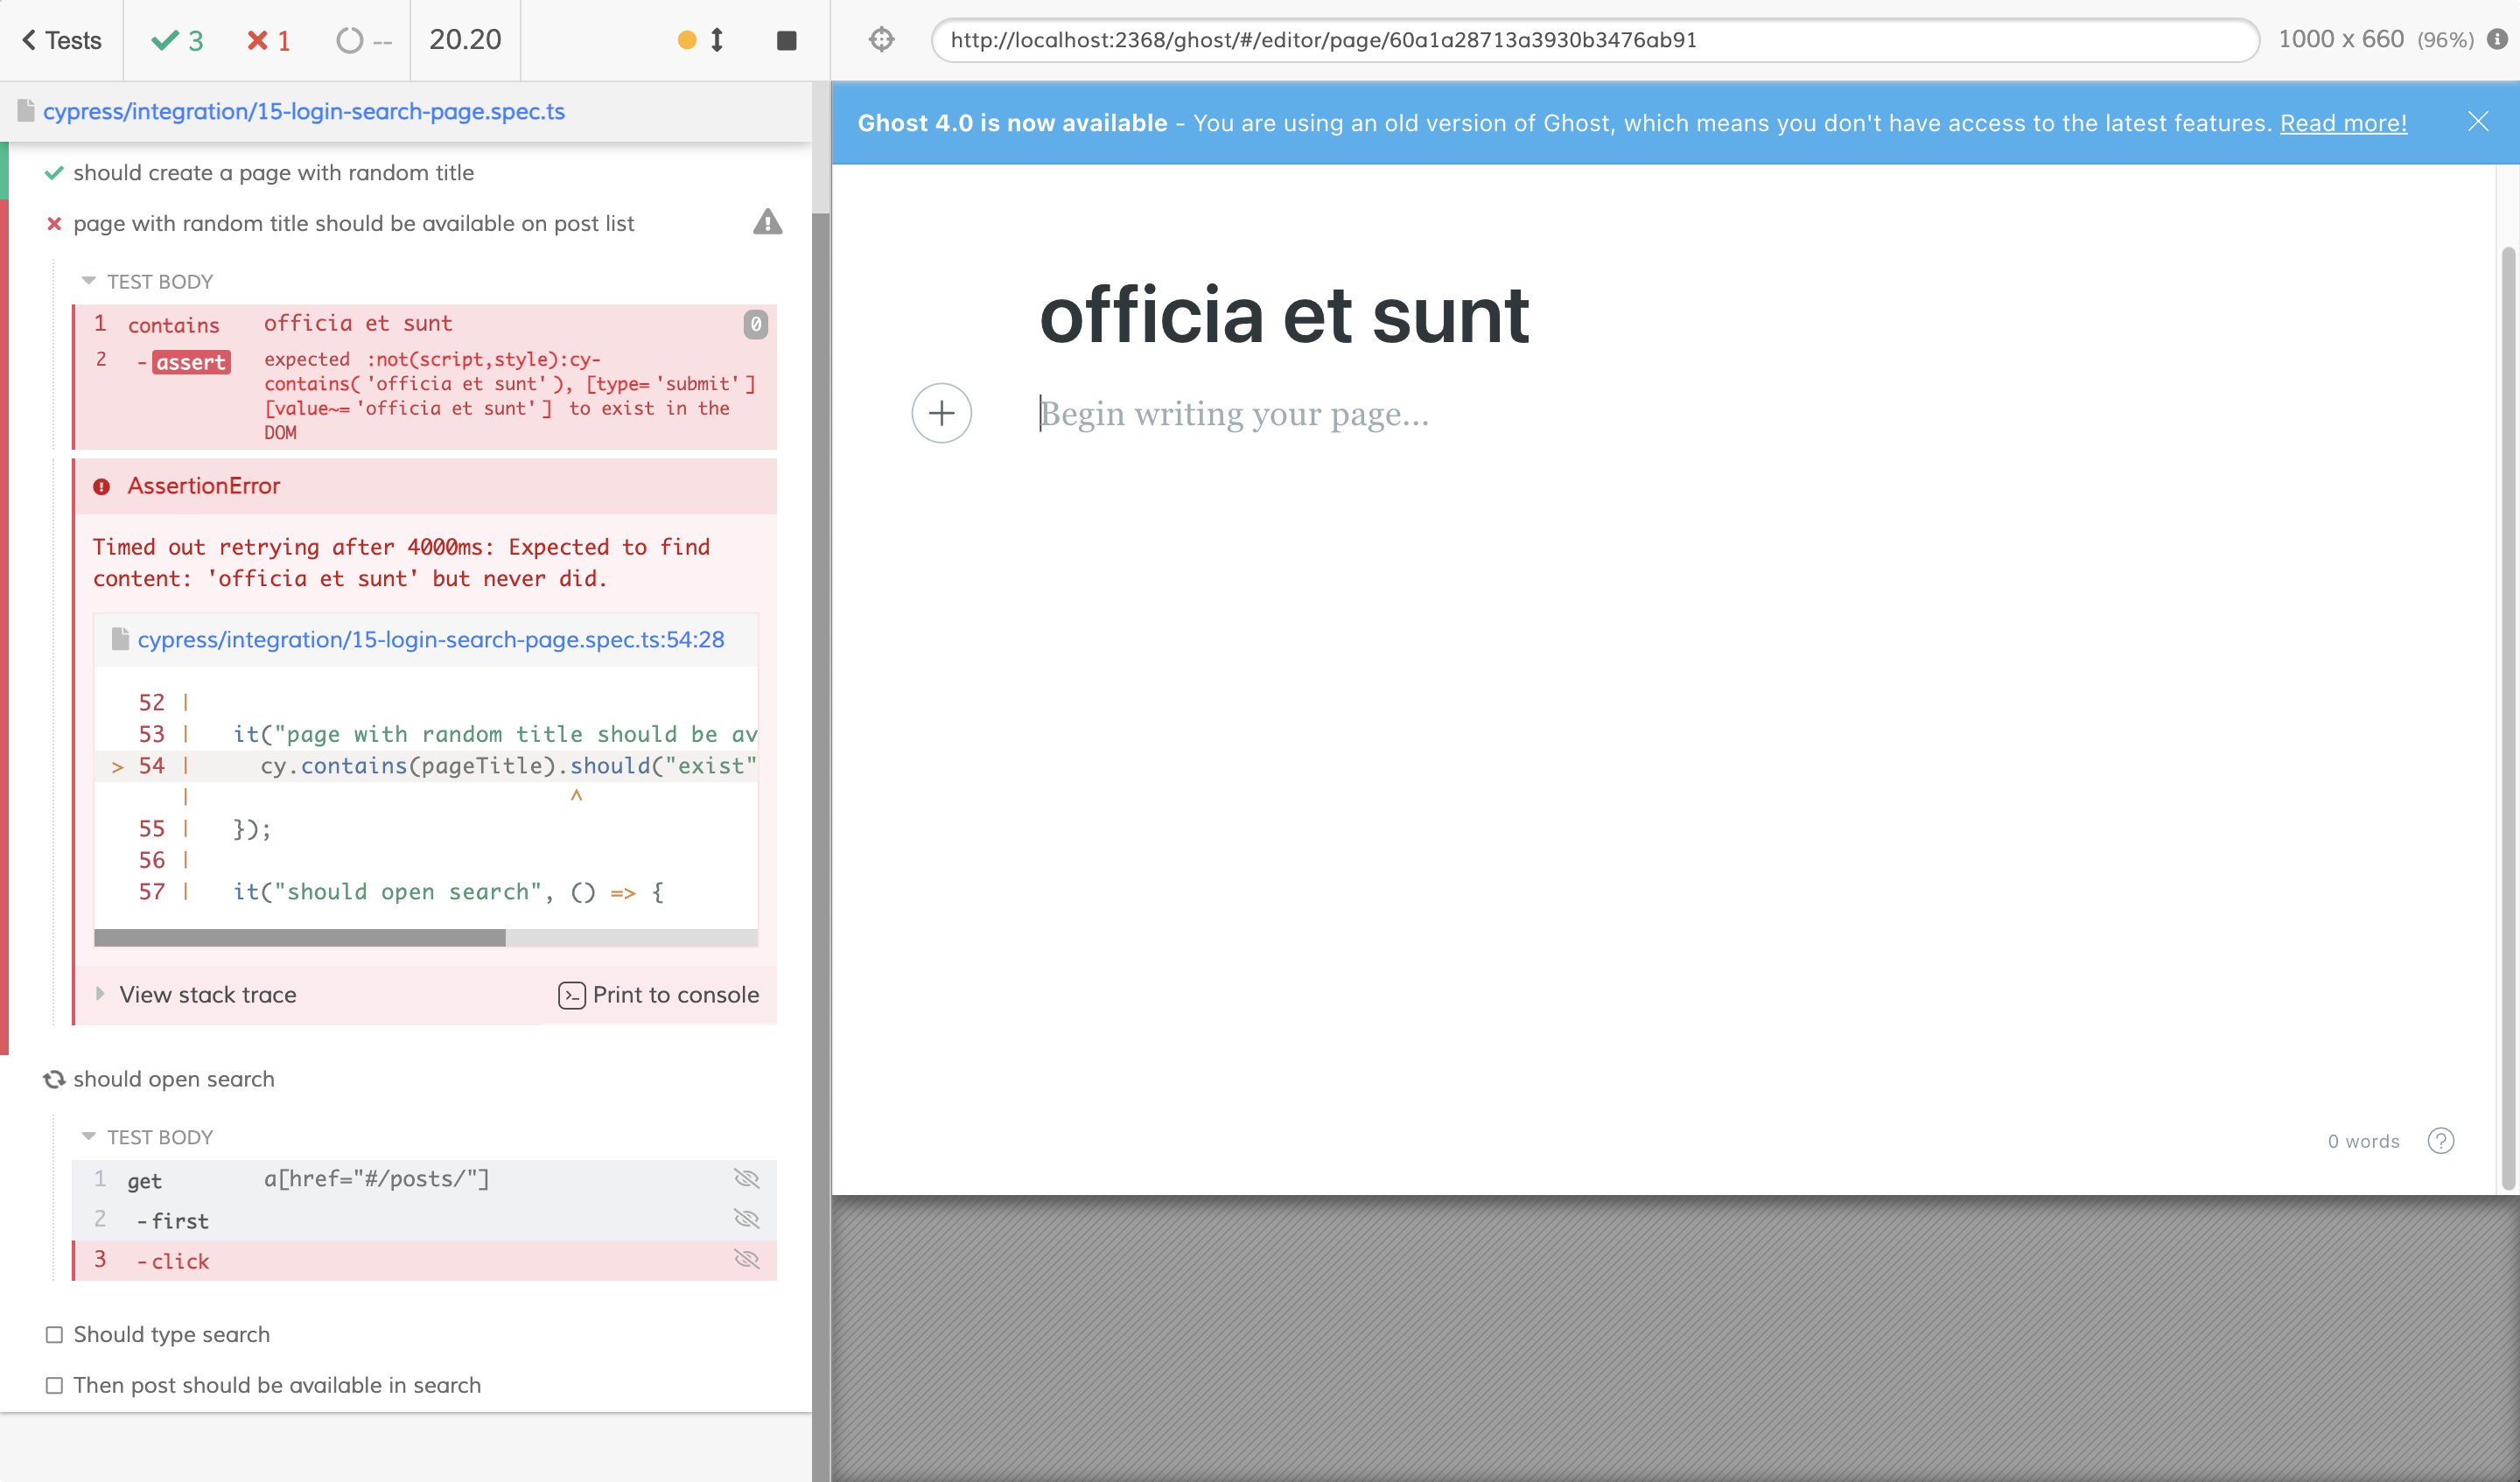 Tests
3
1
--
20.20
http://localhost:2368/ghost/#/editor/page/60a1a28713a3930b3476ab91
1000 x 660 (96%)
cypress/integration/15-login-search-page.spec.ts
should create a page with random title
page with random title should be available on post list
TEST BODY
1 contains officia et sunt 0
2 -assert expected :not(script,style):cy-
contains('officia et sunt'), [type='submit']
[value~='officia et sunt'] to exist in the
DOM
AssertionError
Timed out retrying after 4000ms: Expected to find
content: 'officia et sunt' but never did.
cypress/integration/15-login-search-page.spec.ts:54:28
52 |
53 | it("page with random title should be av
> 54 | cy.contains(pageTitle).should("exist"
| ^
55 | });
56 |
57 | it("should open search", () => {
View stack trace
Print to console
should open search
TEST BODY
1 get a[href="#/posts/"]
2 -first
3 -click
Should type search
Then post should be available in search
Ghost 4.0 is now available - You are using an old version of Ghost, which means you don't have access to the latest features. Read more!
officia et sunt
Begin writing your page...
0 words
?